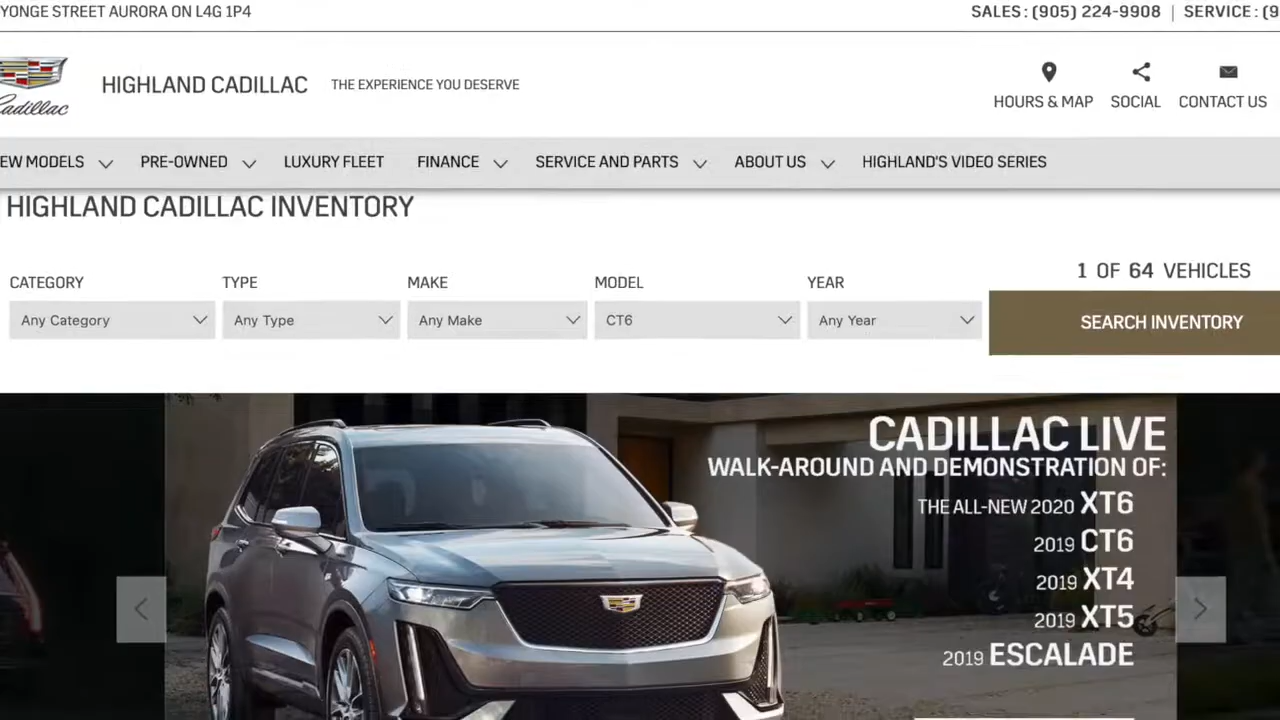 YONGE STREET AURORA ON L4G 1P4
SALES : (905) 224-9908 | SERVICE : (9
Cadillac
HIGHLAND CADILLAC
THE EXPERIENCE YOU DESERVE
HOURS & MAP
SOCIAL
CONTACT US
EW MODELS
PRE-OWNED
LUXURY FLEET
FINANCE
SERVICE AND PARTS
ABOUT US
HIGHLAND'S VIDEO SERIES
HIGHLAND CADILLAC INVENTORY
CATEGORY
TYPE
MAKE
MODEL
YEAR
1 OF 64 VEHICLES
Any Category
Any Type
Any Make
CT6
Any Year
SEARCH INVENTORY
CADILLAC LIVE
WALK-AROUND AND DEMONSTRATION OF:
THE ALL-NEW 2020 XT6
2019 CT6
2019 XT4
2019 XT5
2019 ESCALADE